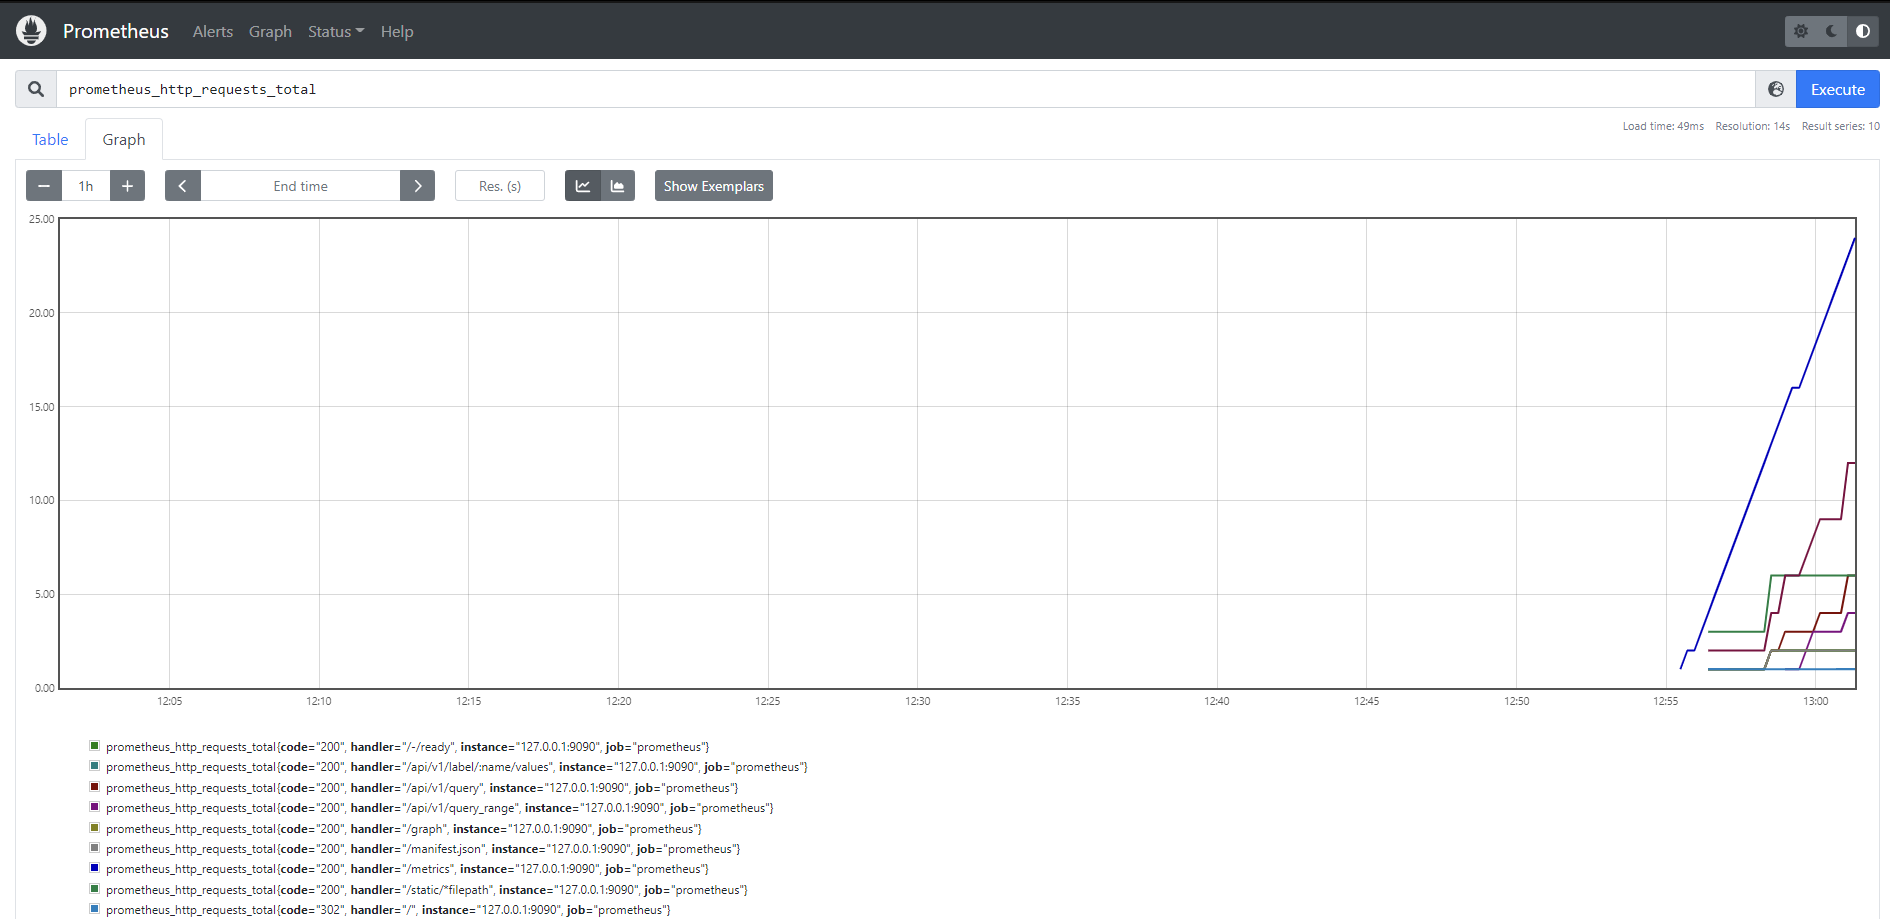 Prometheus Alerts Graph Status Help
prometheus_http_requests_total Execute
Table Graph Load time: 49ms Resolution: 14s Result series: 10
1h End time Res. (s) Show Exemplars
25.00
20.00
15.00
10.00
5.00
0.00
12:05 12:10 12:15 12:20 12:25 12:30 12:35 12:40 12:45 12:50 12:55 13:00
prometheus_http_requests_total{code="200", handler="/-/ready", instance="127.0.0.1:9090", job="prometheus"}
prometheus_http_requests_total{code="200", handler="/api/v1/label/:name/values", instance="127.0.0.1:9090", job="prometheus"}
prometheus_http_requests_total{code="200", handler="/api/v1/query", instance="127.0.0.1:9090", job="prometheus"}
prometheus_http_requests_total{code="200", handler="/api/v1/query_range", instance="127.0.0.1:9090", job="prometheus"}
prometheus_http_requests_total{code="200", handler="/graph", instance="127.0.0.1:9090", job="prometheus"}
prometheus_http_requests_total{code="200", handler="/manifest.json", instance="127.0.0.1:9090", job="prometheus"}
prometheus_http_requests_total{code="200", handler="/metrics", instance="127.0.0.1:9090", job="prometheus"}
prometheus_http_requests_total{code="200", handler="/static/*filepath", instance="127.0.0.1:9090", job="prometheus"}
prometheus_http_requests_total{code="302", handler="/", instance="127.0.0.1:9090", job="prometheus"}